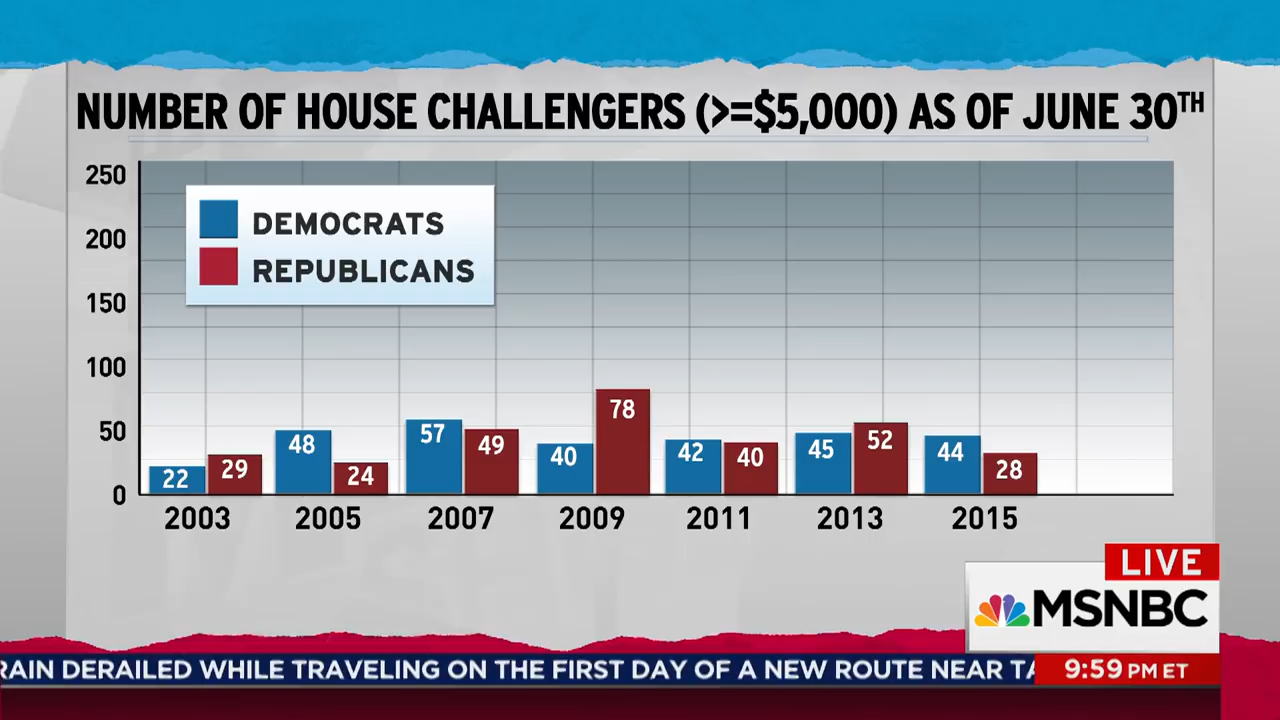 NUMBER OF HOUSE CHALLENGERS (>=$5,000) AS OF JUNE 30TH
250
200
150
100
50
0
DEMOCRATS
REPUBLICANS
22 29 48 24 57 49 40 78 42 40 45 52 44 28
2003 2005 2007 2009 2011 2013 2015
LIVE
MSNBC
RAIN DERAILED WHILE TRAVELING ON THE FIRST DAY OF A NEW ROUTE NEAR TA
9:59 PM ET